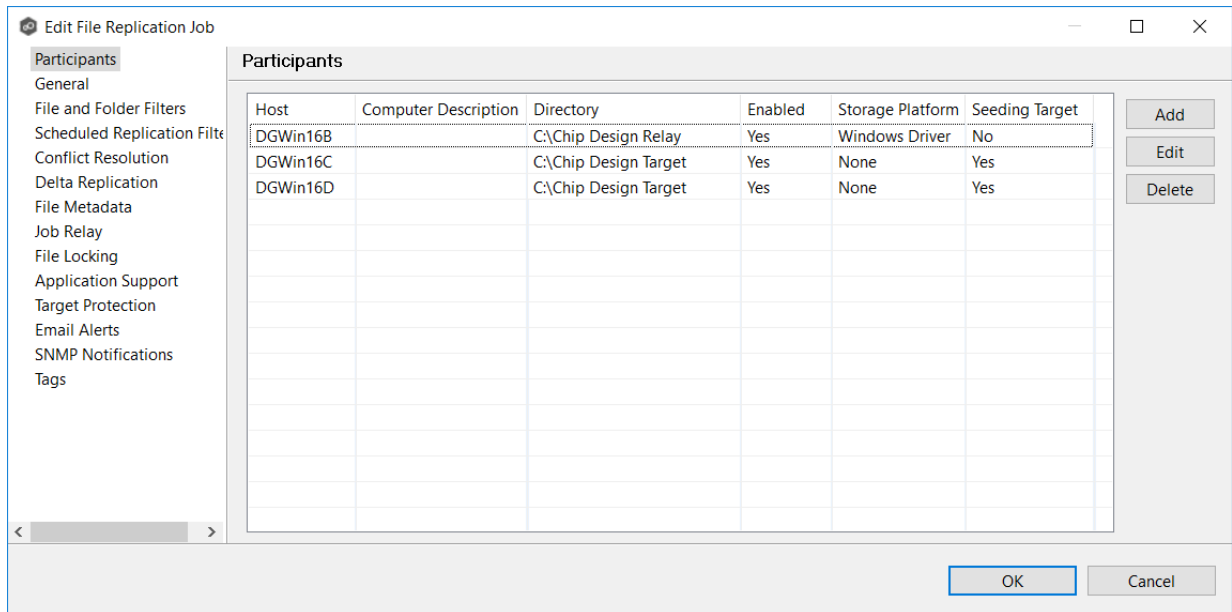 Edit File Replication Job
Participants
General
File and Folder Filters
Scheduled Replication Filte
Conflict Resolution
Delta Replication
File Metadata
Job Relay
File Locking
Application Support
Target Protection
Email Alerts
SNMP Notifications
Tags
Participants
Host Computer Description Directory Enabled Storage Platform Seeding Target
DGWin16B C:\Chip Design Relay Yes Windows Driver No
DGWin16C C:\Chip Design Target Yes None Yes
DGWin16D C:\Chip Design Target Yes None Yes
Add
Edit
Delete
OK Cancel